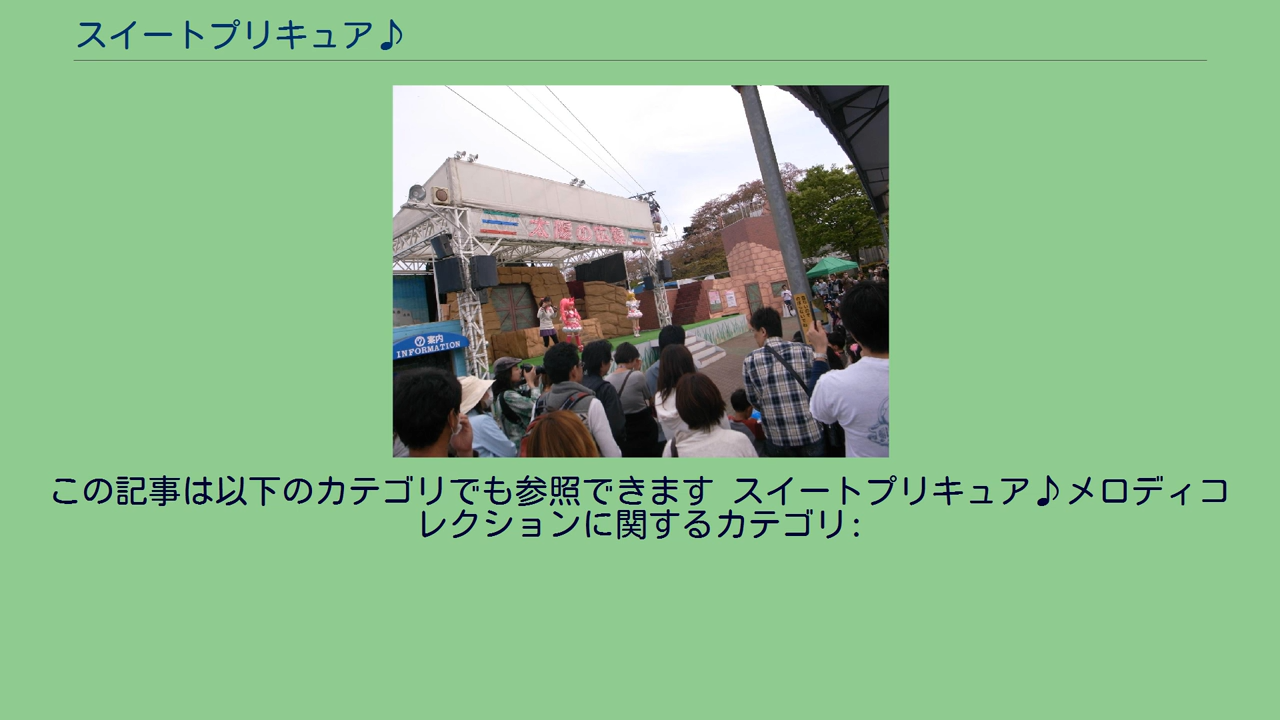 スイートプリキュア♪
案内
INFORMATION
この記事は以下のカテゴリでも参照できます スイートプリキュア♪メロディコ
レクションに関するカテゴリ: